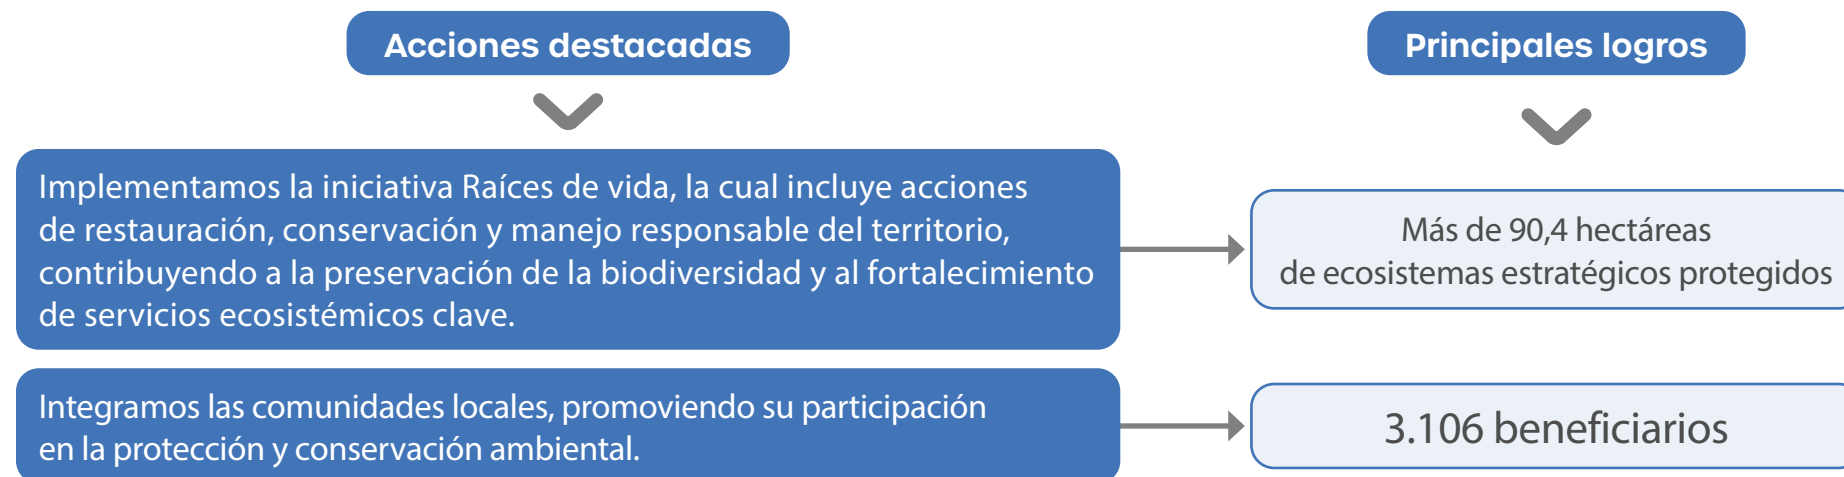 Acciones destacadas
Principales logros
Implementamos la iniciativa Raíces de vida, la cual incluye acciones
de restauración, conservación y manejo responsable del territorio,
contribuyendo a la preservación de la biodiversidad y al fortalecimiento
de servicios ecosistémicos clave.
Más de 90,4 hectáreas
de ecosistemas estratégicos protegidos
Integramos las comunidades locales, promoviendo su participación
en la protección y conservación ambiental.
3.106 beneficiarios